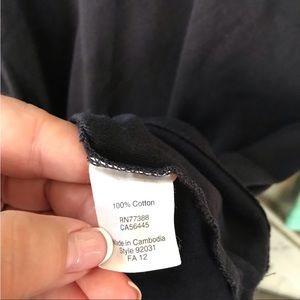 100% Cotton
RN77388
CA56445
Made in Cambodia
Style 92031
FA 12